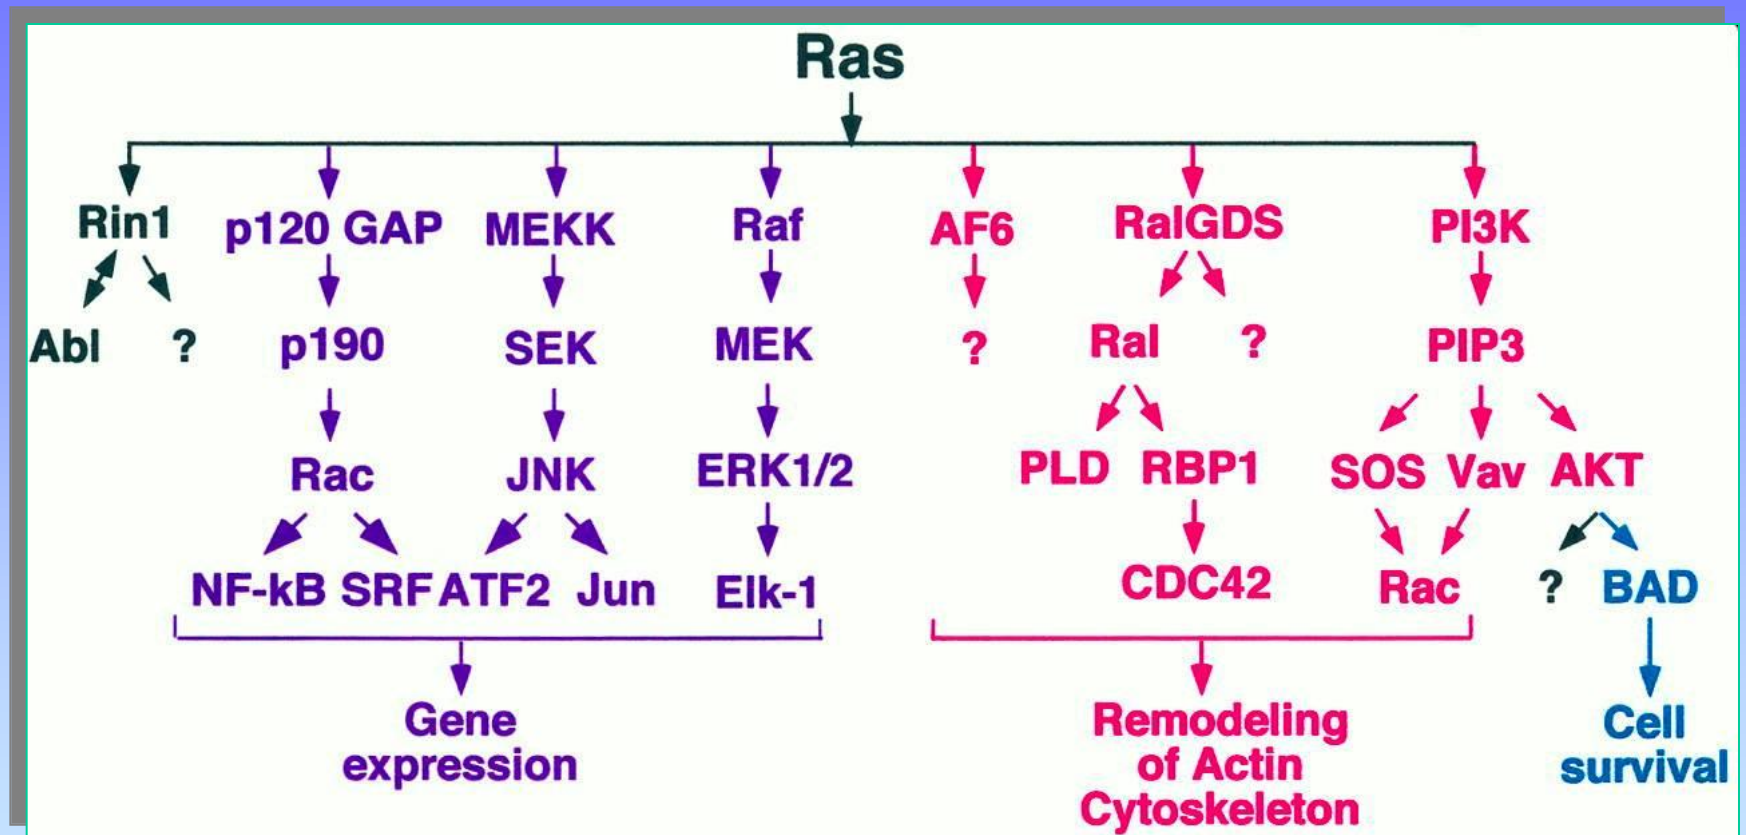 Ras
Rin1 p120 GAP MEKK Raf AF6 RalGDS PI3K
Abl ? p190 SEK MEK ? Ral ? PIP3
Rac JNK ERK1/2 PLD RBP1 SOS Vav AKT
NF-kB SRF ATF2 Jun Elk-1 CDC42 Rac ? BAD
Gene
expression
Remodeling
of Actin
Cytoskeleton
Cell
survival